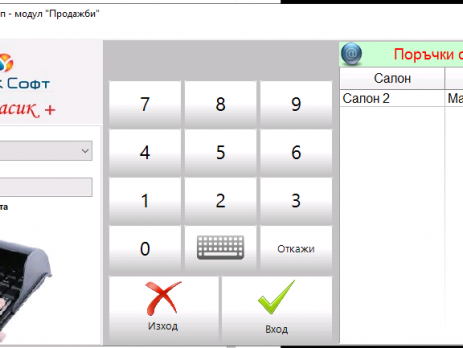 п - модул "Продажби"
к Софт
асик +
та
7 8 9
4 5 6
1 2 3
0 Откажи
Изход Вход
Поръчки о
Салон
Салон 2 Ма